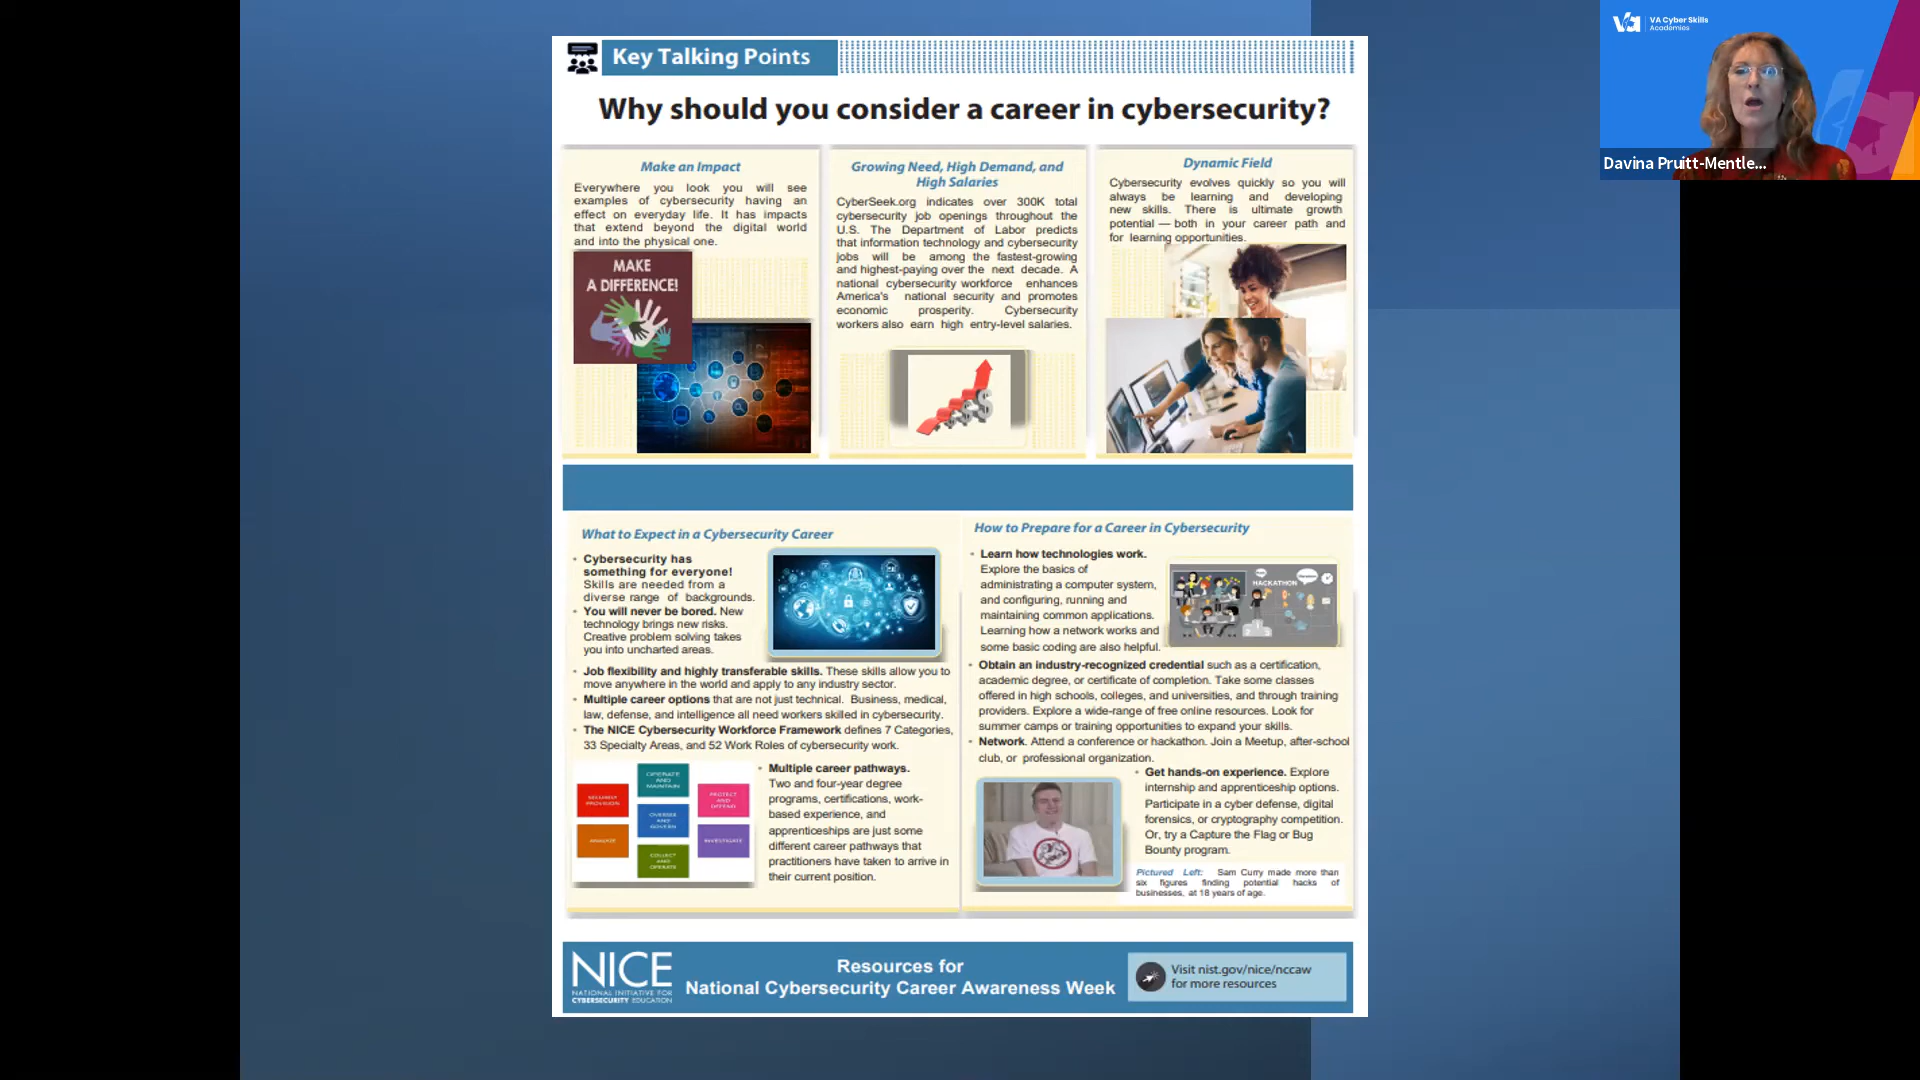 Key Talking Points
Why should you consider a career in cybersecurity?
Make an Impact
Everywhere you look you will see
examples of cybersecurity having an
effect on everyday life. It has impacts
that extend beyond the digital world
and into the physical one.
MAKE
A DIFFERENCE!
Growing Need, High Demand, and
High Salaries
CyberSeek.org indicates over 300K total
cybersecurity job openings throughout the
U.S. The Department of Labor predicts
that information technology and cybersecurity
jobs will be among the fastest-growing
and highest-paying over the next decade. A
national cybersecurity workforce enhances
America's national security and promotes
economic prosperity. Cybersecurity
workers also earn high entry-level salaries.
Dynamic Field
Cybersecurity evolves quickly so you will
always be learning and developing
new skills. There is ultimate growth
potential — both in your career path and
for learning opportunities.
What to Expect in a Cybersecurity Career
• Cybersecurity has
something for everyone!
Skills are needed from a
diverse range of backgrounds.
• You will never be bored. New
technology brings new risks.
Creative problem solving takes
you into uncharted areas.
• Job flexibility and highly transferable skills. These skills allow you to
move anywhere in the world and apply to any industry sector.
• Multiple career options that are not just technical. Business, medical,
law, defense, and intelligence all need workers skilled in cybersecurity.
• The NICE Cybersecurity Workforce Framework defines 7 Categories,
33 Specialty Areas, and 52 Work Roles of cybersecurity work.
SECURELY
PROVISION
OPERATE
AND
MAINTAIN
PROTECT
AND
DEFEND
OVERSEE
AND
GOVERN
ANALYZE
INVESTIGATE
COLLECT
AND
OPERATE
• Multiple career pathways.
Two and four-year degree
programs, certifications, work-
based experience, and
apprenticeships are just some
different career pathways that
practitioners have taken to arrive in
their current position.
How to Prepare for a Career in Cybersecurity
• Learn how technologies work.
Explore the basics of
administrating a computer system,
and configuring, running and
maintaining common applications.
Learning how a network works and
some basic coding are also helpful.
HACKATHON
• Obtain an industry-recognized credential such as a certification,
academic degree, or certificate of completion. Take some classes
offered in high schools, colleges, and universities, and through training
providers. Explore a wide-range of free online resources. Look for
summer camps or training opportunities to expand your skills.
• Network. Attend a conference or hackathon. Join a Meetup, after-school
club, or professional organization.
• Get hands-on experience. Explore
internship and apprenticeship options.
Participate in a cyber defense, digital
forensics, or cryptography competition.
Or, try a Capture the Flag or Bug
Bounty program.
Pictured Left: Sam Curry made more than
six figures finding potential hacks of
businesses, at 18 years of age.
NICE
NATIONAL INITIATIVE FOR
CYBERSECURITY EDUCATION
Resources for
National Cybersecurity Career Awareness Week
Visit nist.gov/nice/nccaw
for more resources
va
VA Cyber Skills
Academies
Davina Pruitt-Mentle...